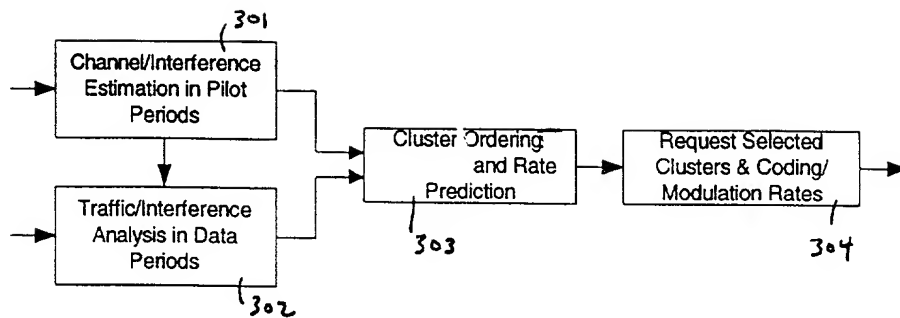 301
Channel/Interference
Estimation in Pilot
Periods
Traffic/Interference
Analysis in Data
Periods
302
Cluster Ordering
and Rate
Prediction
303
Request Selected
Clusters & Coding/
Modulation Rates
304